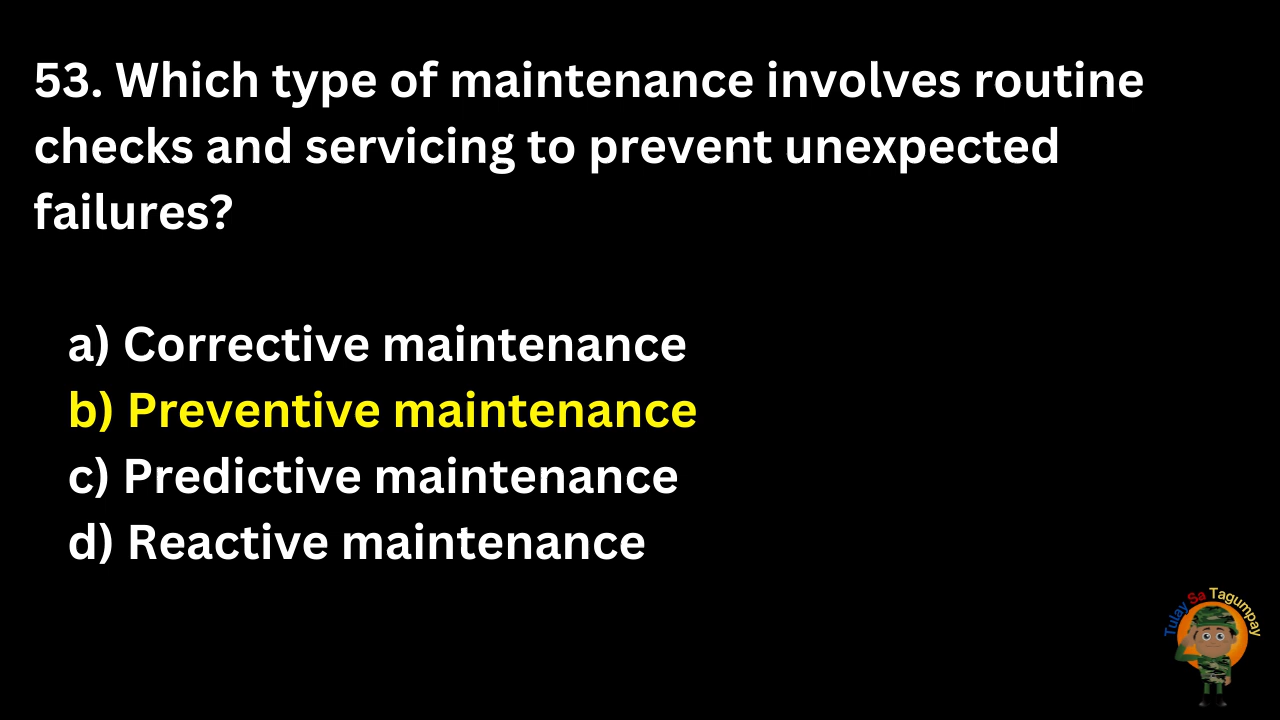 53. Which type of maintenance involves routine
checks and servicing to prevent unexpected
failures?
a) Corrective maintenance
b) Preventive maintenance
c) Predictive maintenance
d) Reactive maintenance
Tulay Sa Tagumpay